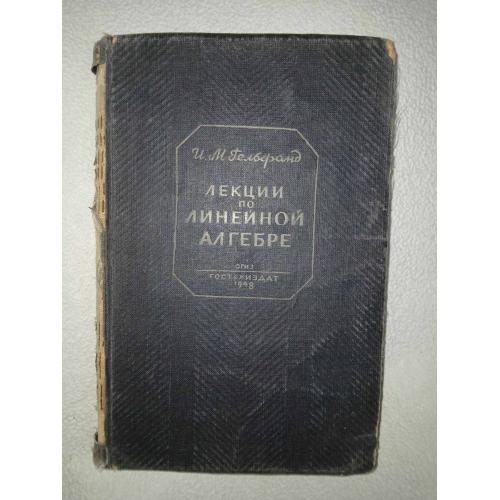 И. М. Гельфанд
ЛЕКЦИИ
ПО
ЛИНЕЙНОЙ
АЛГЕБРЕ
ОГИЗ
ГОСТЕХИЗДАТ
1948